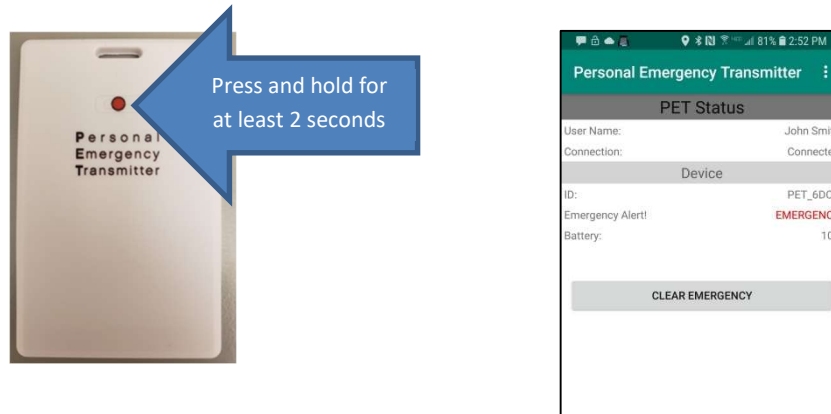 Press and hold for
at least 2 seconds
Personal
Emergency
Transmitter
81% 2:52 PM
Personal Emergency Transmitter
PET Status
User Name: John
Connection:
Device
ID:
Emergency Alert!
Battery:
CLEAR EMERGENCY